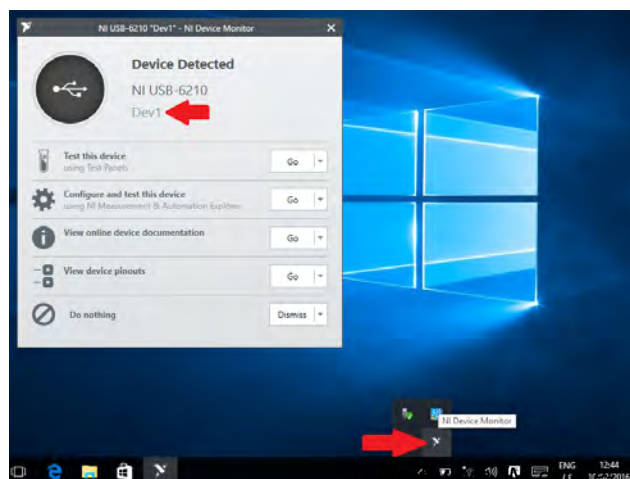 NI USB-6210 "Dev1" - NI Device Monitor
Device Detected
NI USB-6210
Dev1
Test this device
using Test Panels
Go
Configure and test this device
using NI Measurement & Automation Explorer
Go
View online device documentation
Go
View device pinouts
Go
Do nothing
Dismiss
NI Device Monitor
ENG
12:44